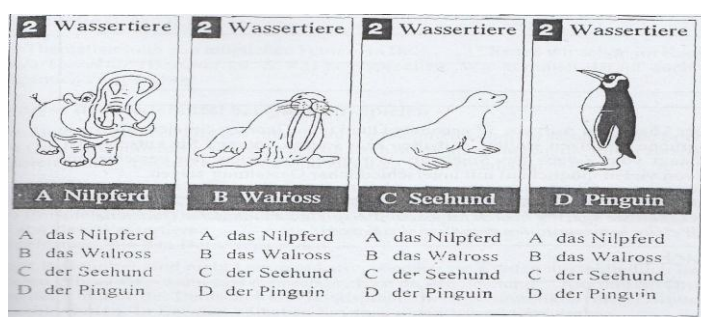 2 Wassertiere
A Nilpferd
A das Nilpferd
B das Walross
C der Seehund
D der Pinguin
2 Wassertiere
B Walross
A das Nilpferd
B das Walross
C der Seehund
D der Pinguin
2 Wassertiere
C Seehund
A das Nilpferd
B das Walross
C der Seehund
D der Pinguin
2 Wassertiere
D Pinguin
A das Nilpferd
B das Walross
C der Seehund
D der Pinguin